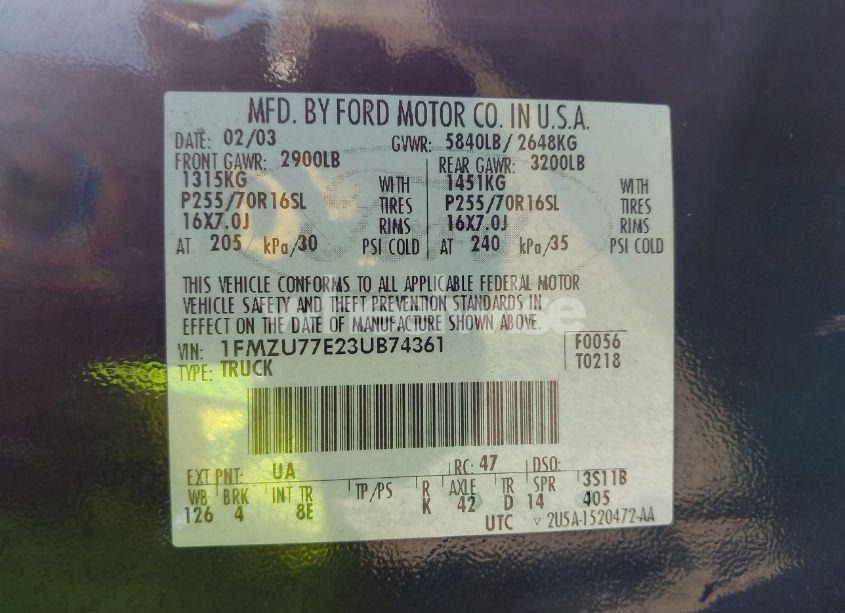 MFD. BY FORD MOTOR CO. IN U.S.A.
DATE: 02/03 GVWR: 5840LB/ 2648KG
FRONT GAWR: 2900LB REAR GAWR: 3200LB
1315KG WITH 1451KG WITH
P255/70R16SL TIRES P255/70R16SL TIRES
16X7.0J RIMS 16X7.0J RIMS
AT 205 kPa/30 PSI COLD AT 240 kPa/35 PSI COLD
THIS VEHICLE CONFORMS TO ALL APPLICABLE FEDERAL MOTOR
VEHICLE SAFETY AND THEFT PREVENTION STANDARDS IN
EFFECT ON THE DATE OF MANUFACTURE SHOWN ABOVE.
VIN: 1FMZU77E23UB74361 F0056
TYPE: TRUCK T0218
EXT PNT: UA RC: 47 DSO:
WB BRK INT TR TP/PS R AXLE TR SPR 3S11B
126 4 8E K 42 D 14 405
UTC ▽ 2U5A-1520472-AA